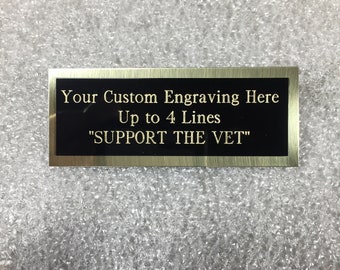 Your Custom Engraving Here
Up to 4 Lines
"SUPPORT THE VET"